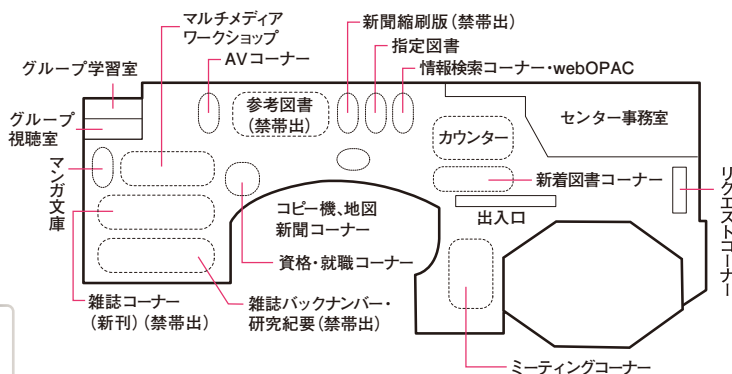 マルチメディア
ワークショップ
AVコーナー
新聞縮刷版(禁帯出)
指定図書
情報検索コーナー・webOPAC
グループ学習室
グループ
視聴室
マンガ文庫
参考図書
(禁帯出)
カウンター
センター事務室
新着図書コーナー
リクエストコーナー
出入口
コピー機、地図
新聞コーナー
資格・就職コーナー
雑誌コーナー
(新刊)(禁帯出)
雑誌バックナンバー・
研究紀要(禁帯出)
ミーティングコーナー